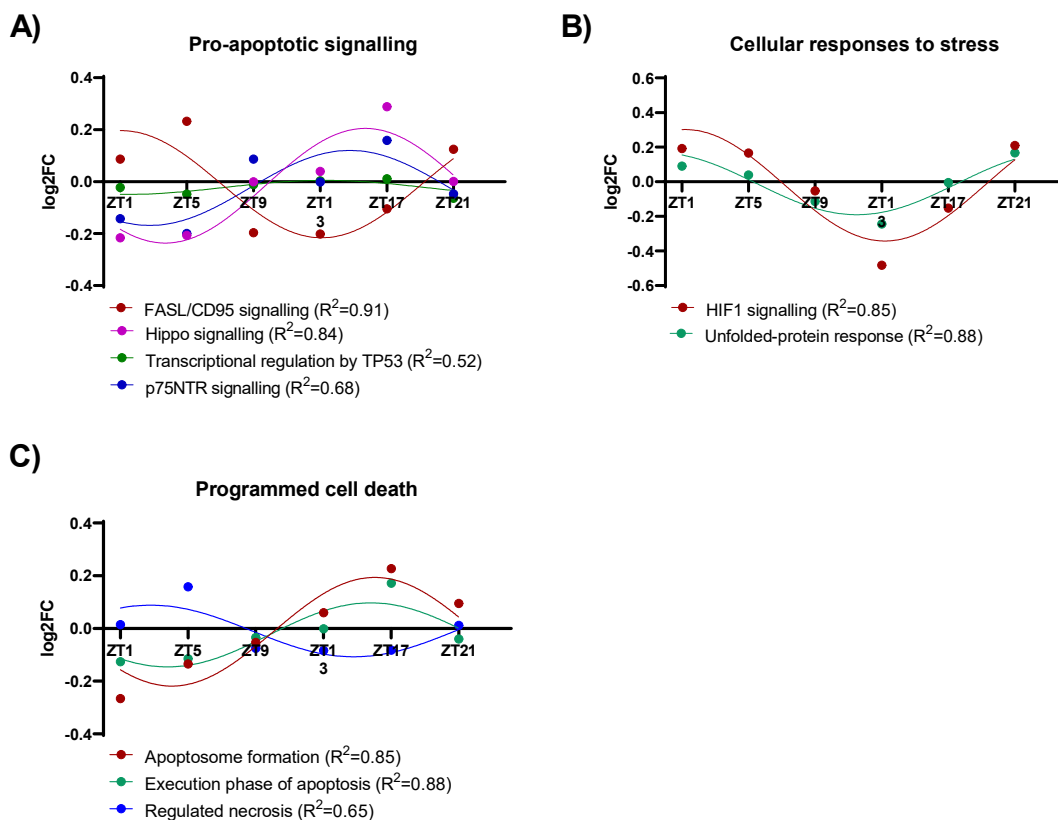 A)
Pro-apoptotic signalling
0.4
0.2
0.0
-0.2
-0.4
log2FC
ZT1
ZT5
ZT9
ZT1
3
ZT17
ZT21
FASL/CD95 signalling (R²=0.91)
Hippo signalling (R²=0.84)
Transcriptional regulation by TP53 (R²=0.52)
p75NTR signalling (R²=0.68)
B)
Cellular responses to stress
0.6
0.4
0.2
0.0
-0.2
-0.4
-0.6
log2FC
ZT1
ZT5
ZT9
ZT1
3
ZT17
ZT21
HIF1 signalling (R²=0.85)
Unfolded-protein response (R²=0.88)
C)
Programmed cell death
0.4
0.2
0.0
-0.2
-0.4
log2FC
ZT1
ZT5
ZT9
ZT1
3
ZT17
ZT21
Apoptosome formation (R²=0.85)
Execution phase of apoptosis (R²=0.88)
Regulated necrosis (R²=0.65)